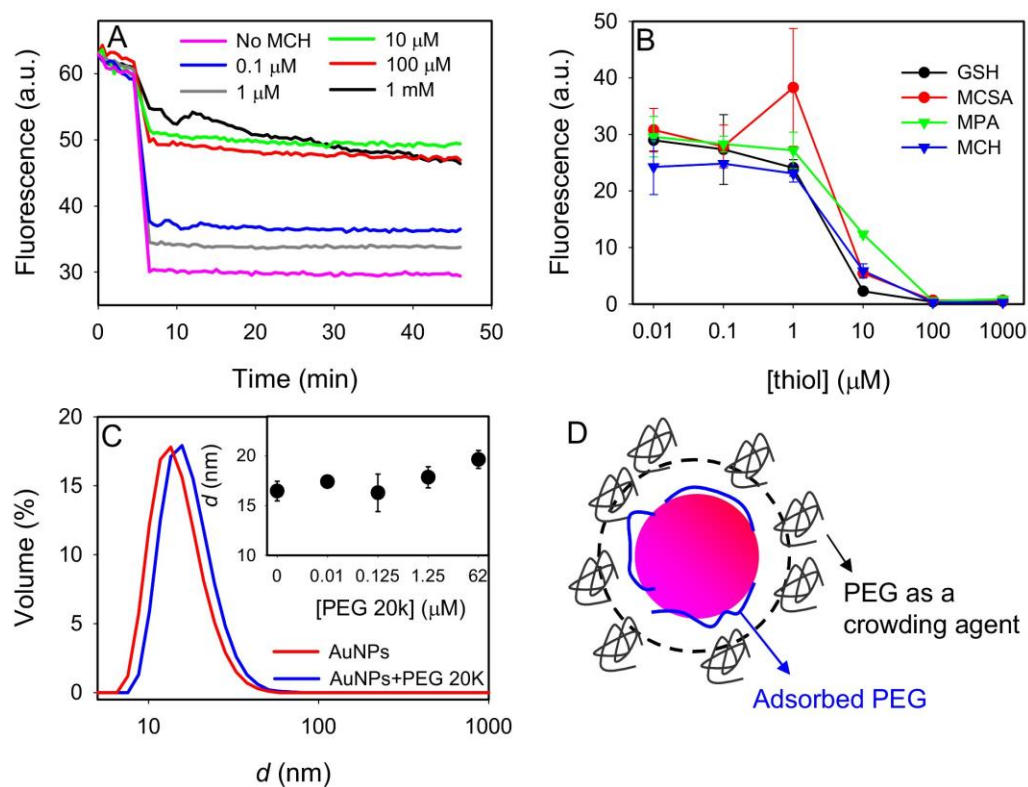 A
No MCH
0.1 μM
1 μM
10 μM
100 μM
1 mM
Fluorescence (a.u.)
60
50
40
30
0 10 20 30 40 50
Time (min)
B
GSH
MCSA
MPA
MCH
Fluorescence (a.u.)
50
40
30
20
10
0
0.01 0.1 1 10 100 1000
[thiol] (μM)
C
Volume (%)
20
15
10
5
0
10 100 1000
d (nm)
d (nm)
20
15
10
0 0.01 0.125 1.25 62
[PEG 20k] (μM)
AuNPs
AuNPs+PEG 20K
D
PEG as a
crowding agent
Adsorbed PEG